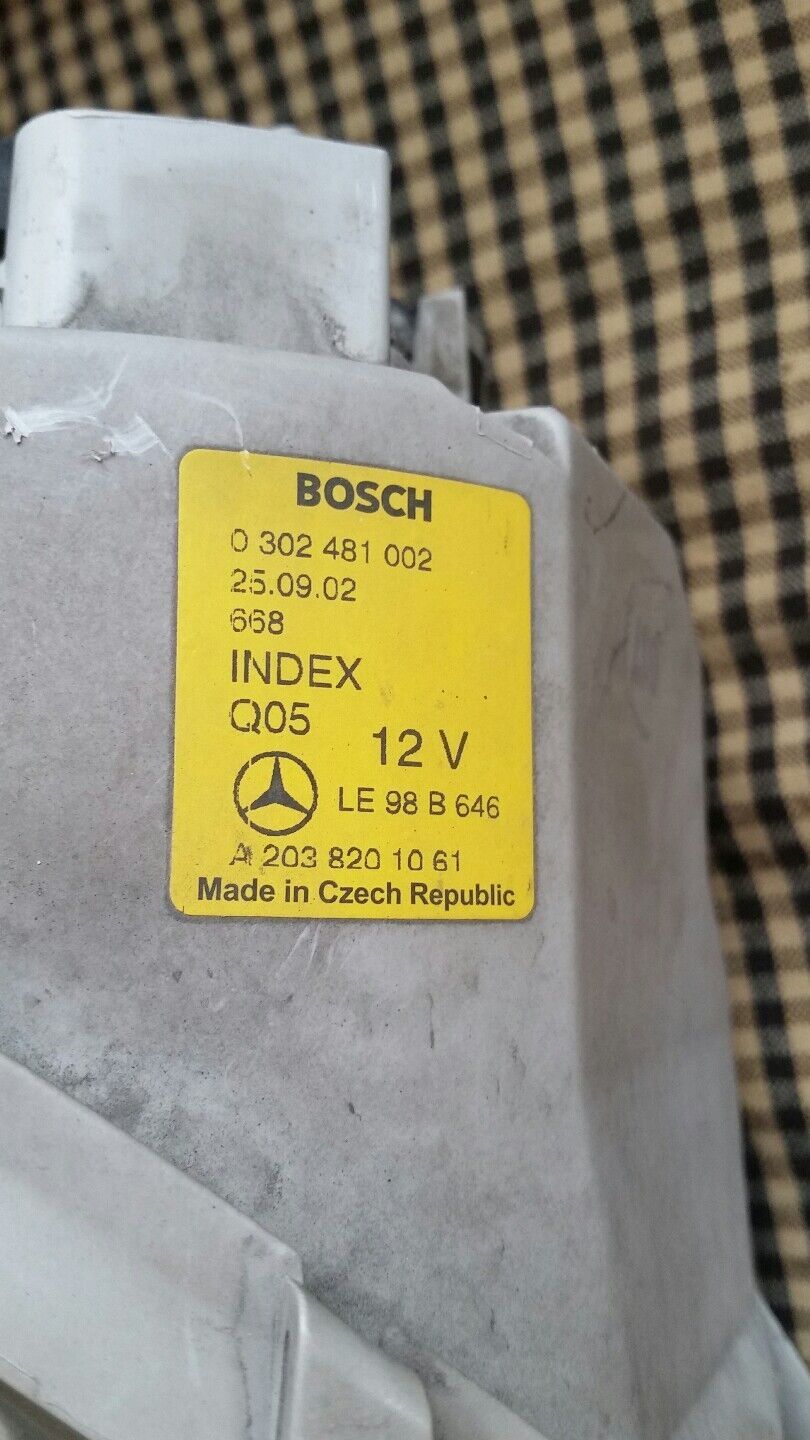 BOSCH
0 302 481 002
25.09.02
668
INDEX
Q05 12 V
LE 98 B 646
A 203 820 10 61
Made in Czech Republic